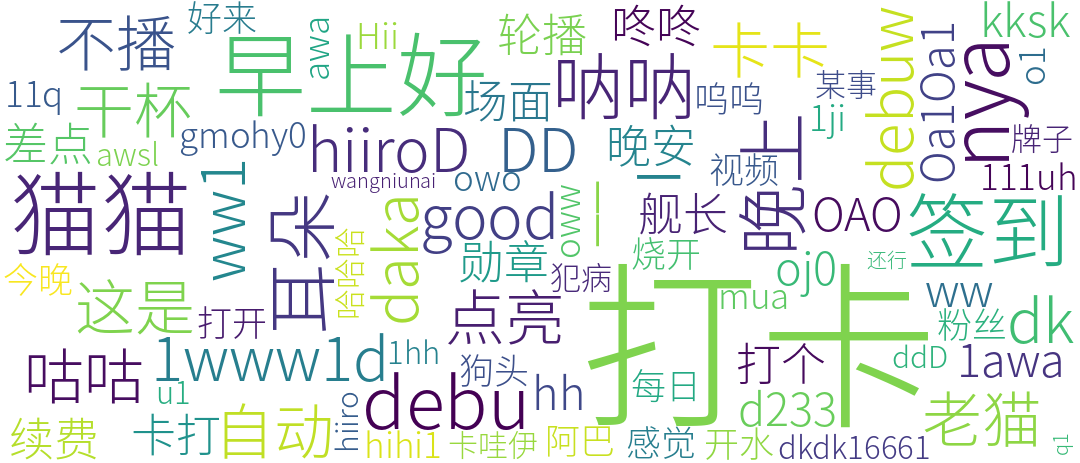 好来
awa
Hii
轮播
咚咚
卡卡
debuw
0a10a1
kksk
不播
早上好
呐呐
某事
nya
o1
11q
干杯
场面
呜呜
1ji
牌子
差点
awsl
gmohy0
hiiroD
DD
晚安
晚上
视频
111uh
wangniunai
owo
猫猫
ww1
耳朵
daka
good
oww
一一
舰长
OAO
签到
今晚
哈哈哈哈
勋章
烧开
还行
这是
打开
犯病
打卡
oj0
ww
mua
点亮
粉丝
dk
咕咕
1www1d
1hh
狗头
hh
每日
打个
ddD
1awa
u1
debu
d233
老猫
续费
卡打
自动
hiiro
hihi1
卡哇伊
阿巴
感觉
开水
dkdk16661
q1